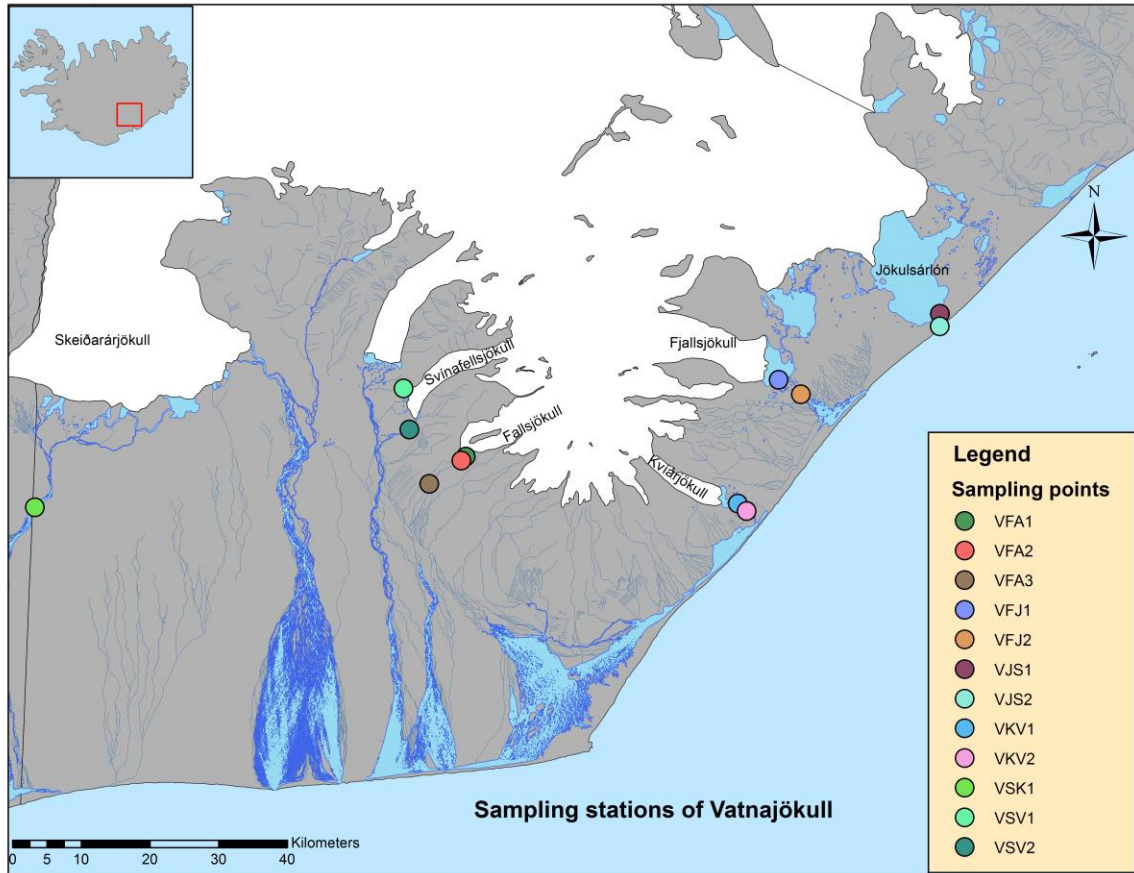 N
Jökulsárlón
Skeiðarárjökull
Fjallsjökull
Svínafellsjökull
Fallsjökull
Kvíárjökull
Legend
Sampling points
VFA1
VFA2
VFA3
VFJ1
VFJ2
VJS1
VJS2
VKV1
VKV2
VSK1
VSV1
VSV2
Sampling stations of Vatnajökull
Kilometers
0 5 10 20 30 40